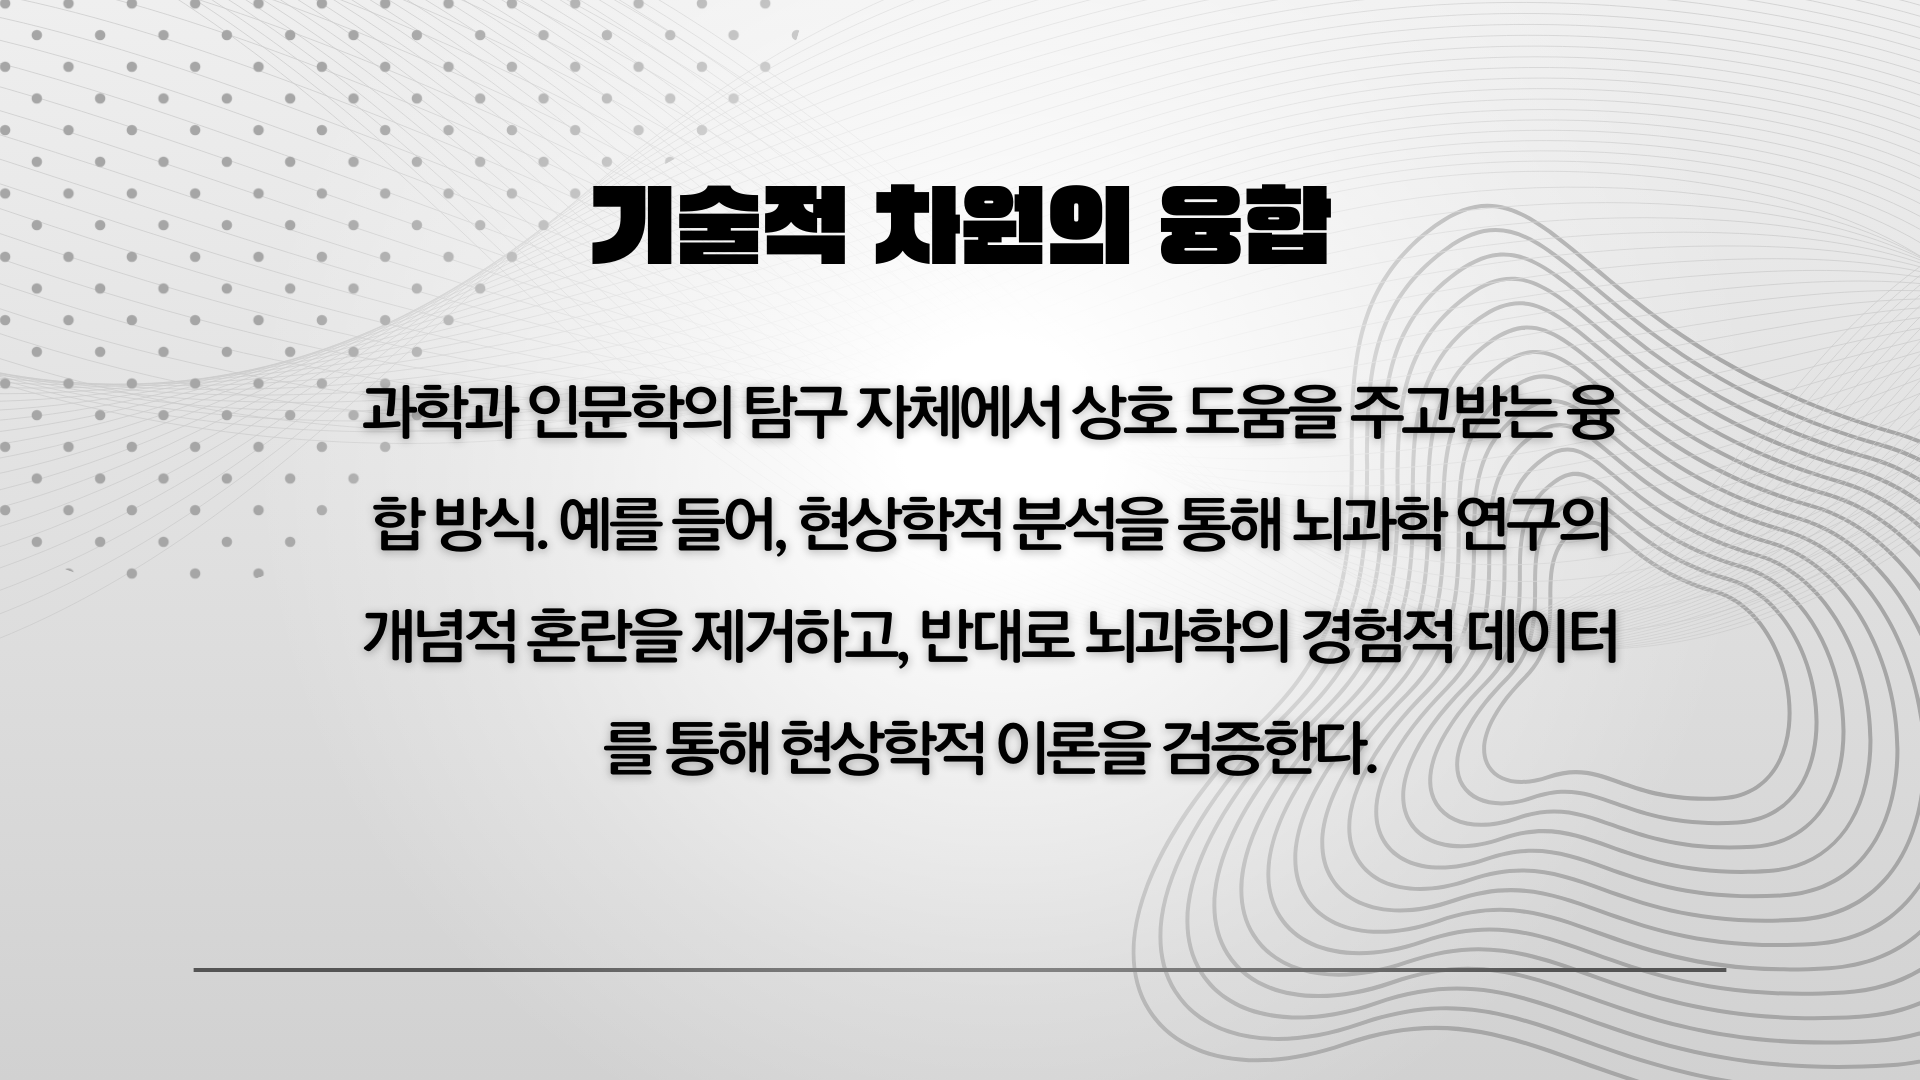 기술적 차원의 융합
과학과 인문학의 탐구 자체에서 상호 도움을 주고받는 융
합 방식. 예를 들어, 현상학적 분석을 통해 뇌과학 연구의
개념적 혼란을 제거하고, 반대로 뇌과학의 경험적 데이터
를 통해 현상학적 이론을 검증한다.